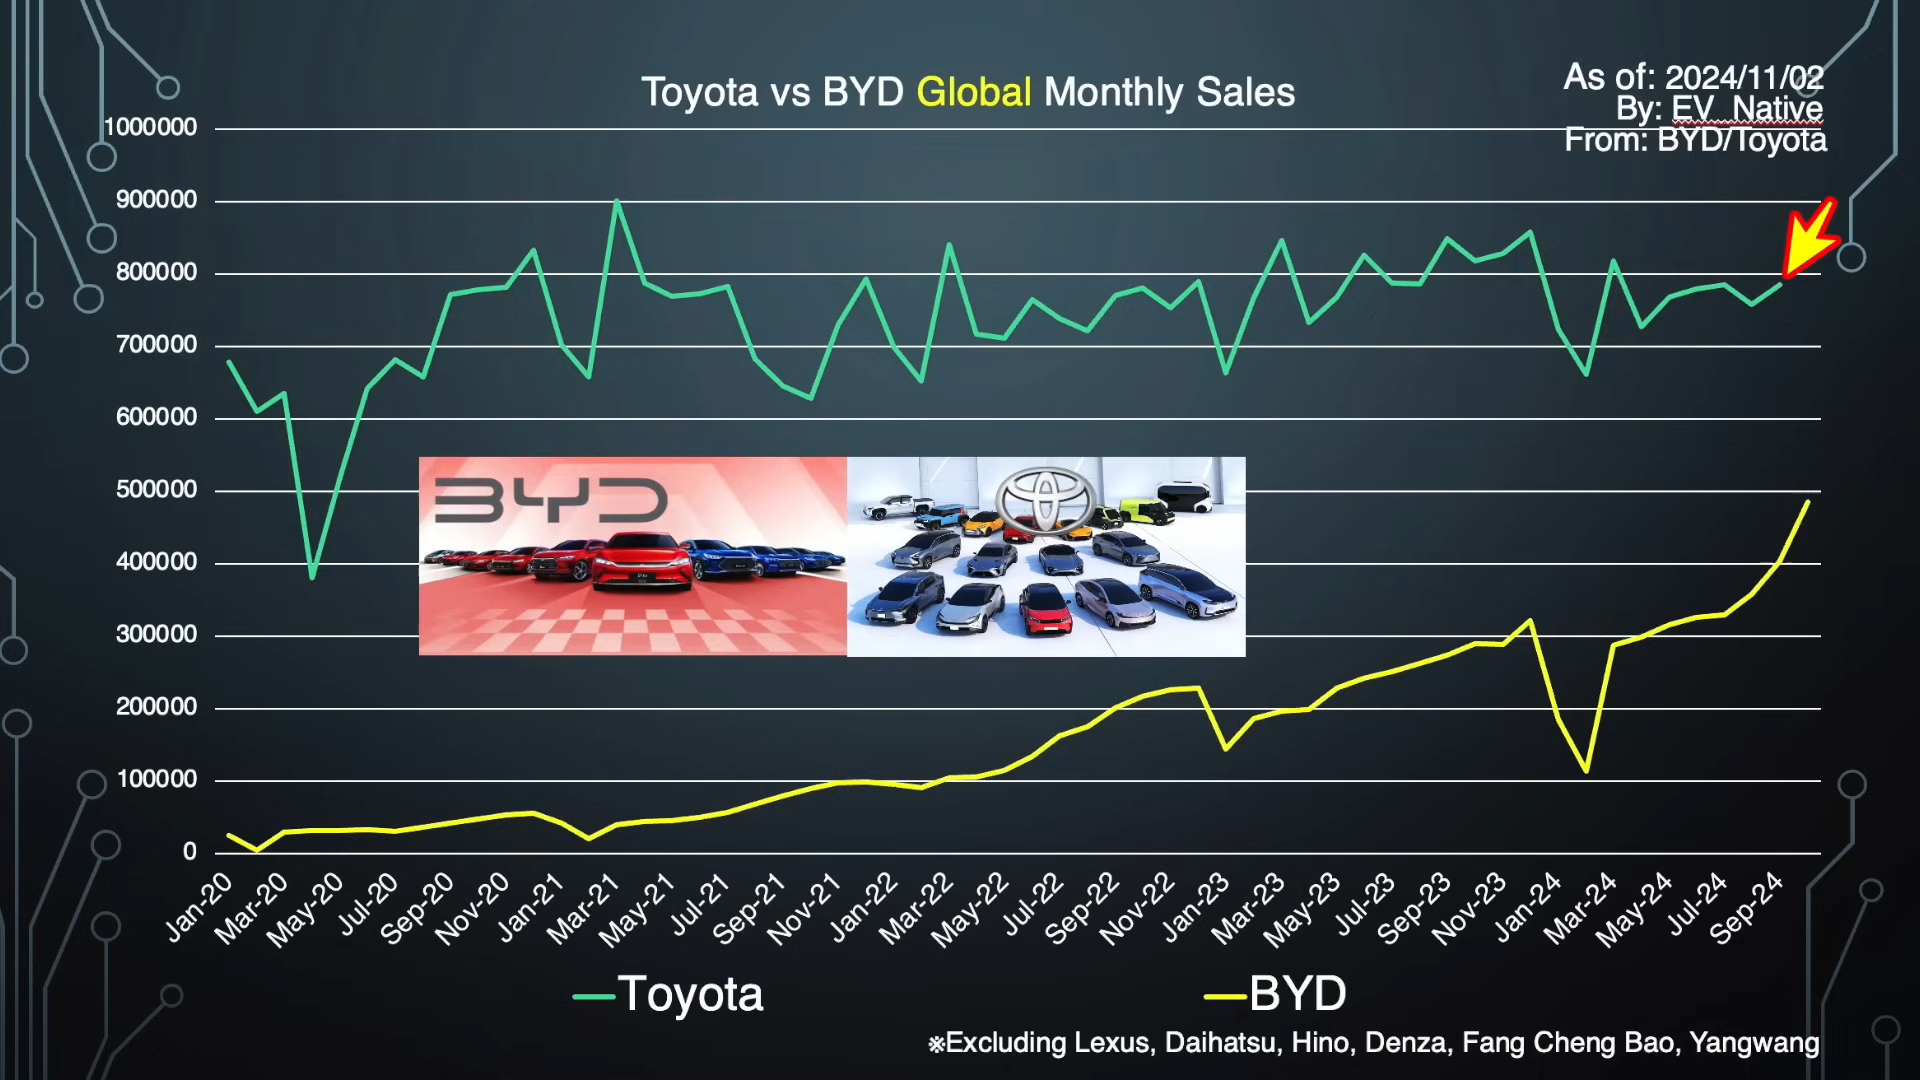 Toyota vs BYD Global Monthly Sales
As of: 2024/11/02
By: EV_Native
From: BYD/Toyota
1000000
900000
800000
700000
600000
500000
400000
300000
200000
100000
0
BYD
Jan-20
Mar-20
May-20
Jul-20
Sep-20
Nov-20
Jan-21
Mar-21
May-21
Jul-21
Sep-21
Nov-21
Jan-22
Mar-22
May-22
Jul-22
Sep-22
Nov-22
Jan-23
Mar-23
May-23
Jul-23
Sep-23
Nov-23
Jan-24
Mar-24
May-24
Jul-24
Sep-24
Toyota
BYD
※Excluding Lexus, Daihatsu, Hino, Denza, Fang Cheng Bao, Yangwang